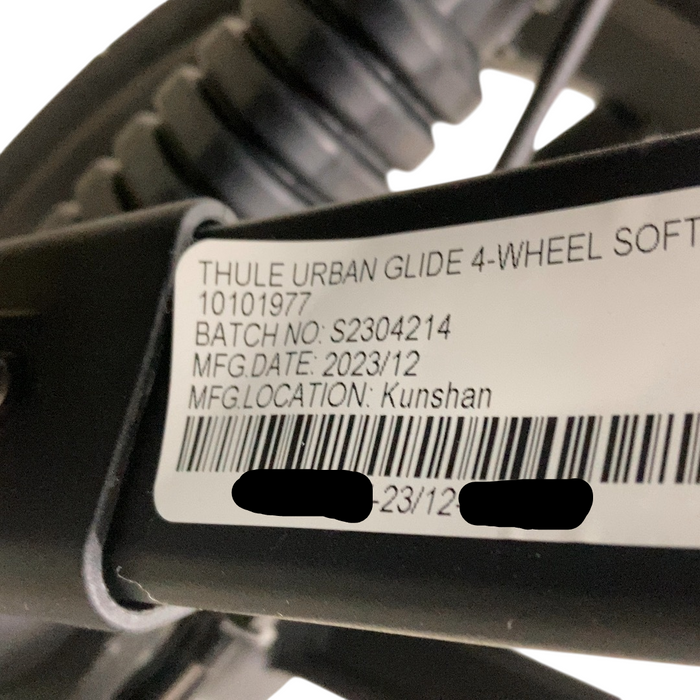 THULE URBAN GLIDE 4-WHEEL SOFT
10101977
BATCH NO: S2304214
MFG.DATE: 2023/12
MFG.LOCATION: Kunshan
-23/12-